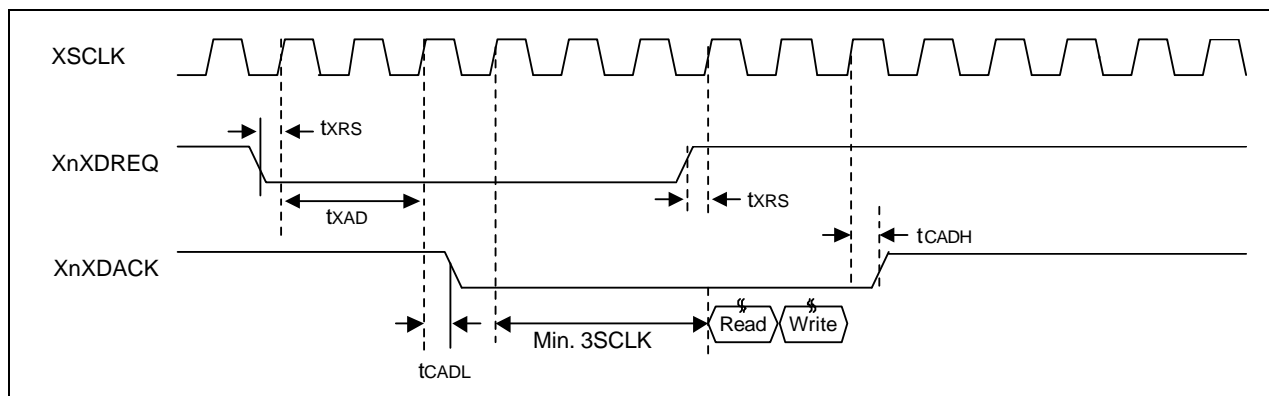 XSCLK
tXRS
XnXDREQ
tXRS
tXAD
tCADH
XnXDACK
Read Write
Min. 3SCLK
tCADL